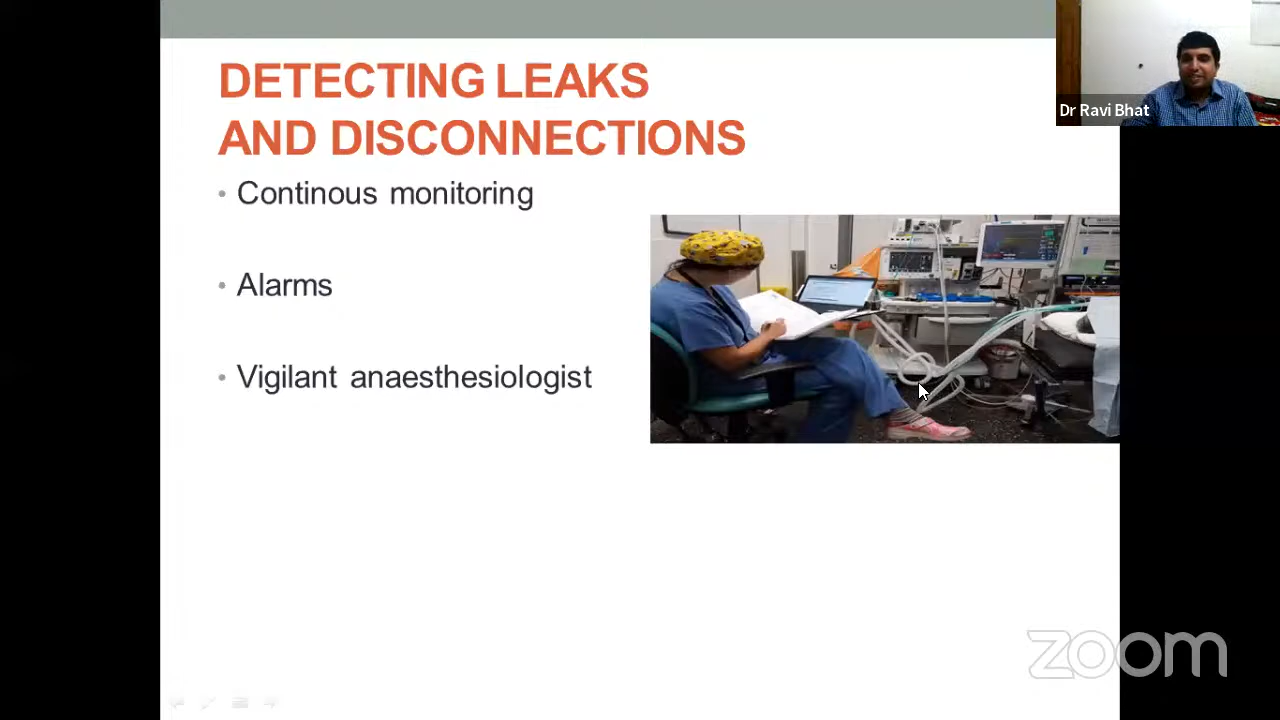 DETECTING LEAKS
AND DISCONNECTIONS
• Continous monitoring
• Alarms
• Vigilant anaesthesiologist
Dr Ravi Bhat
zoom